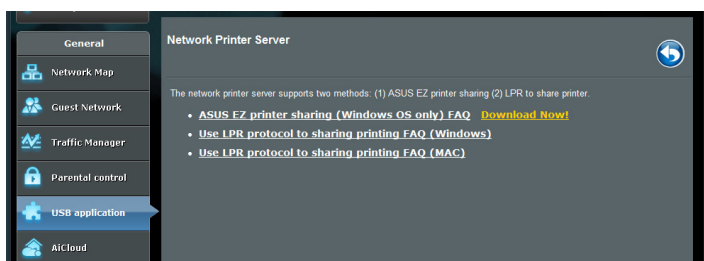 General
Network Map
Guest Network
Traffic Manager
Parental control
USB application
AiCloud
Network Printer Server
The network printer server supports two methods: (1) ASUS EZ printer sharing (2) LPR to share printer.
ASUS EZ printer sharing (Windows OS only) FAQ Download Now!
Use LPR protocol to sharing printing FAQ (Windows)
Use LPR protocol to sharing printing FAQ (MAC)